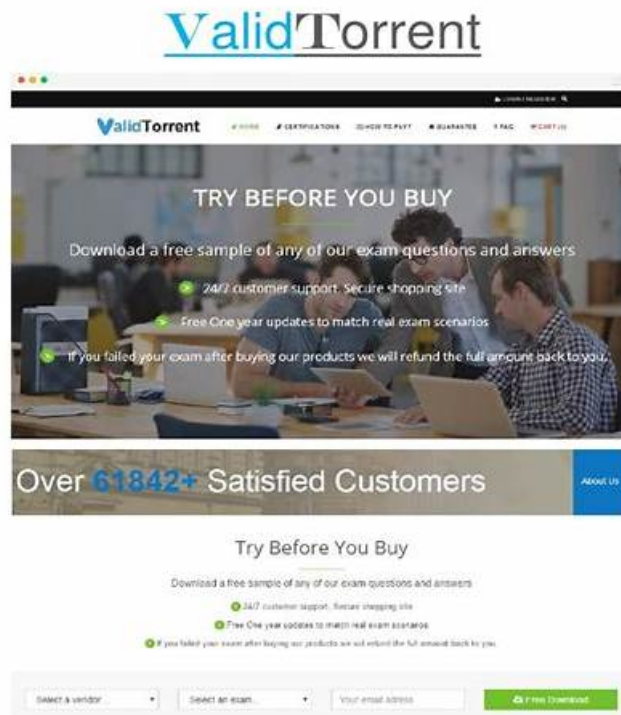 ValidTorrent
LOGIN / REGISTER
ValidTorrent
HOME CERTIFICATIONS HOW TO PAY? GUARANTEE FAQ CART (0)
TRY BEFORE YOU BUY
Download a free sample of any of our exam questions and answers
24/7 customer support, Secure shopping site
Free One year updates to match real exam scenarios
If you failed your exam after buying our products we will refund the full amount back to you.
Over 61842+ Satisfied Customers
About Us
Try Before You Buy
Download a free sample of any of our exam questions and answers
24/7 customer support, Secure shopping site
Free One year updates to match real exam scenarios
If you failed your exam after buying our products we will refund the full amount back to you.
Select a vendor...
Select an exam...
Your email adress
Free Download